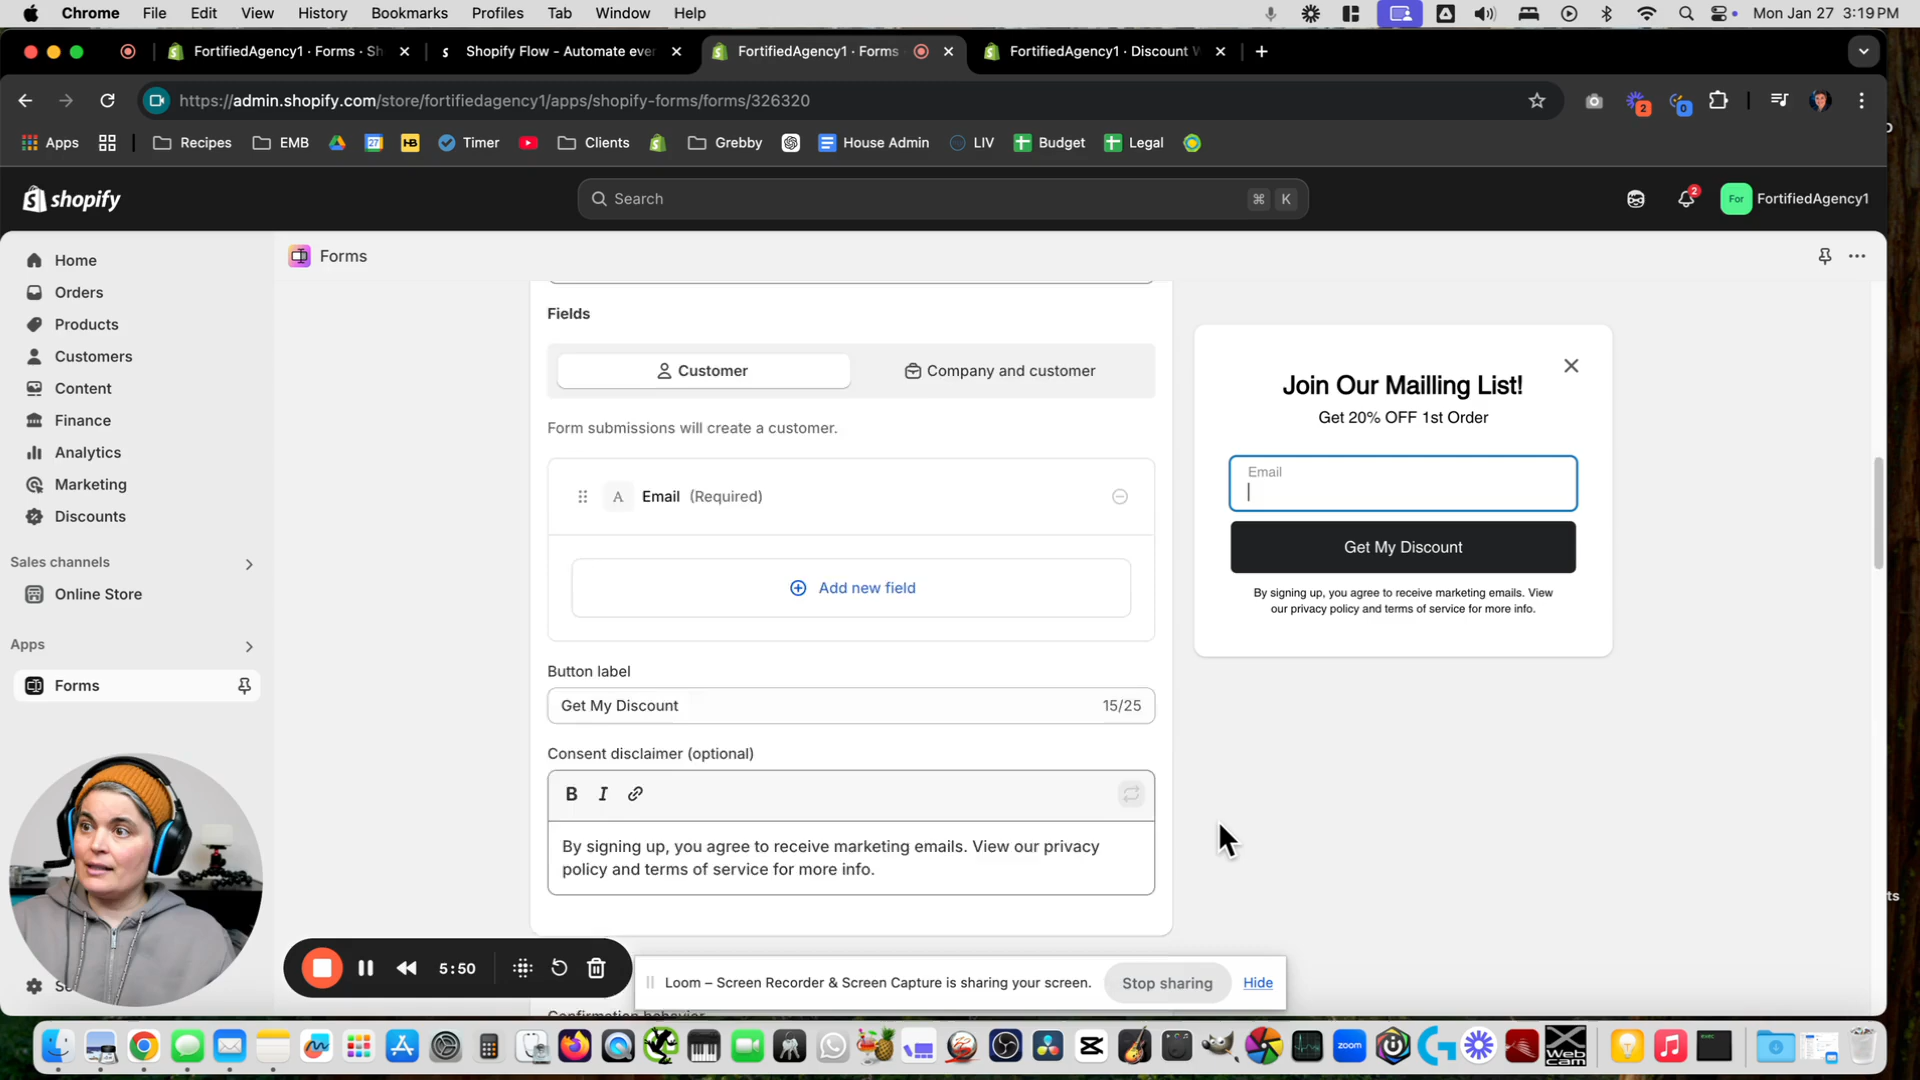 Chrome File Edit View History Bookmarks Profiles Tab Window Help Mon Jan 27 3:19 PM
FortifiedAgency1 · Forms · Sh Shopify Flow - Automate ever FortifiedAgency1 · Forms FortifiedAgency1 · Discount W
https://admin.shopify.com/store/fortifiedagency1/apps/shopify-forms/forms/326320
2 0
Apps Recipes EMB 27 HB Timer Clients Grebby House Admin LIV Budget Legal
shopify Search ⌘ K 2 For FortifiedAgency1
Home
Orders
Products
Customers
Content
Finance
Analytics
Marketing
Discounts
Sales channels
Online Store
Apps
Forms
Forms
Fields
Customer Company and customer
Form submissions will create a customer.
A Email (Required)
Add new field
Button label
Get My Discount 15/25
Consent disclaimer (optional)
B I
By signing up, you agree to receive marketing emails. View our privacy
policy and terms of service for more info.
Join Our Mailling List!
Get 20% OFF 1st Order
Email
Get My Discount
By signing up, you agree to receive marketing emails. View
our privacy policy and terms of service for more info.
5:50
Loom – Screen Recorder & Screen Capture is sharing your screen. Stop sharing Hide
zoom
X WebCam